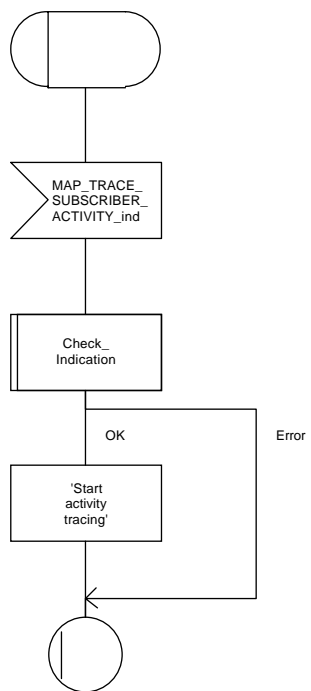 MAP_TRACE_
SUBSCRIBER_
ACTIVITY_ind
Check_
Indication
OK
Error
'Start
activity
tracing'